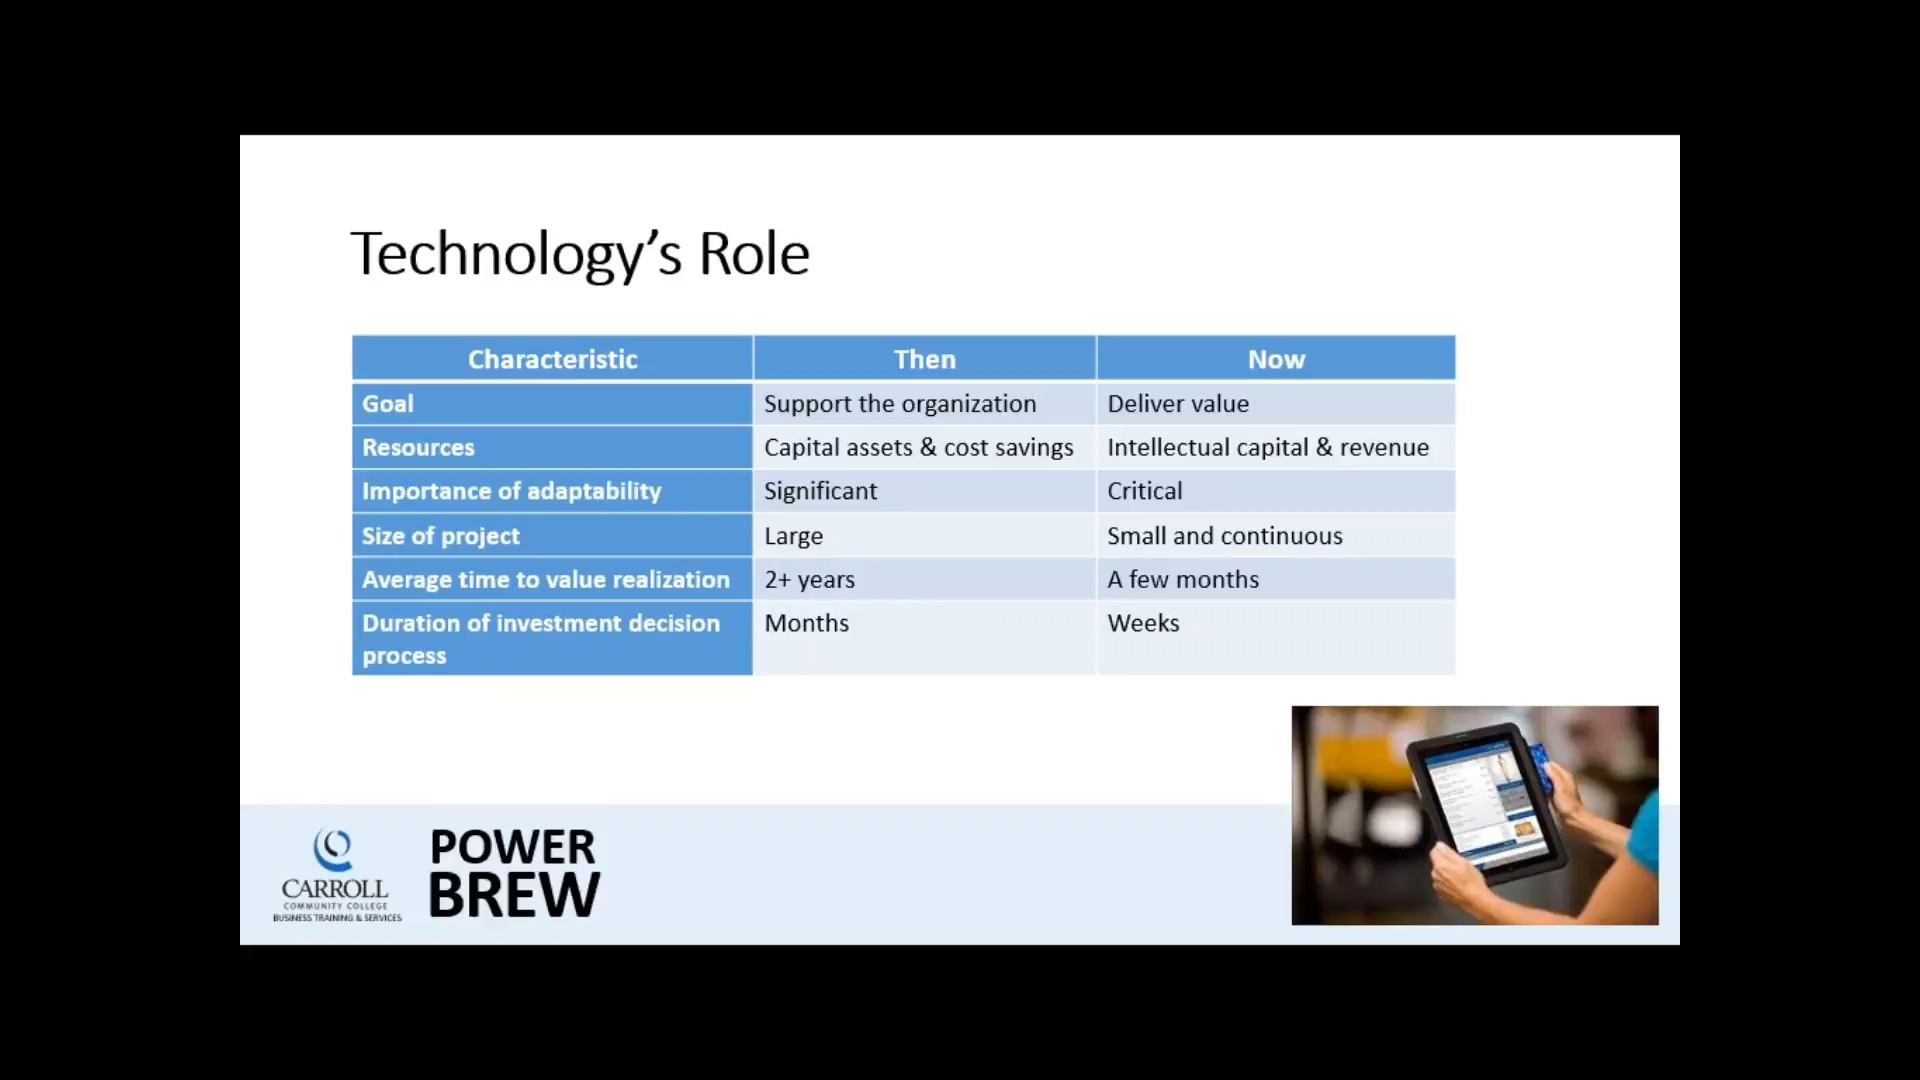 Technology’s Role
Characteristic Then Now
Goal Support the organization Deliver value
Resources Capital assets & cost savings Intellectual capital & revenue
Importance of adaptability Significant Critical
Size of project Large Small and continuous
Average time to value realization 2+ years A few months
Duration of investment decision Months Weeks
process
CARROLL
COMMUNITY COLLEGE
BUSINESS TRAINING & SERVICES
POWER
BREW